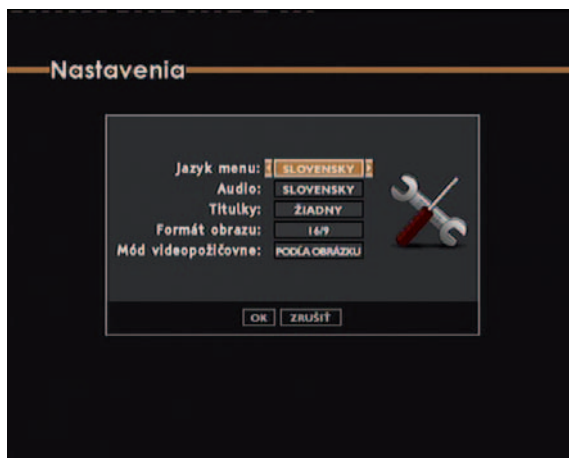 Nastavenia
Jazyk menu: SLOVENSKY
Audio: SLOVENSKY
Titulky: ŽIADNY
Formát obrazu: 16/9
Mód videopožičovne: PODĽA OBRÁZKU
OK ZRUŠIŤ